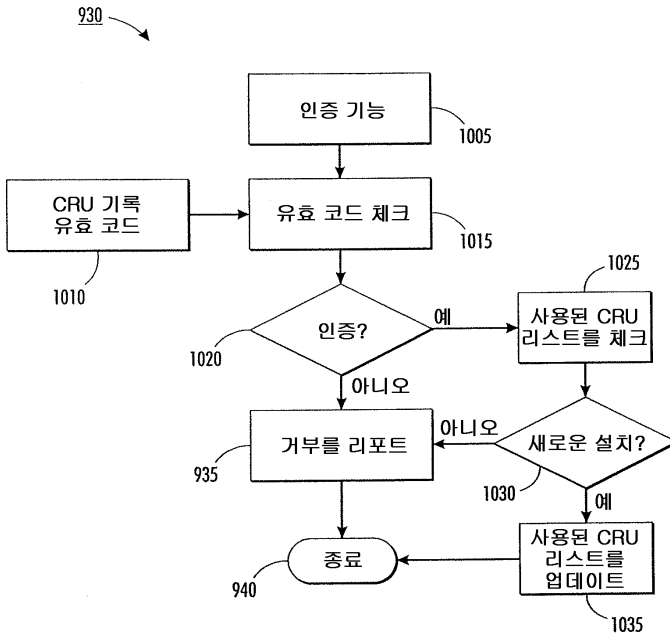 930
인증 기능
1005
CRU 기록
유효 코드
1010
유효 코드 체크
1015
인증?
1020
예
아니오
1025
사용된 CRU
리스트를 체크
거부를 리포트
935
아니오
새로운 설치?
1030
예
종료
940
사용된 CRU
리스트를
업데이트
1035